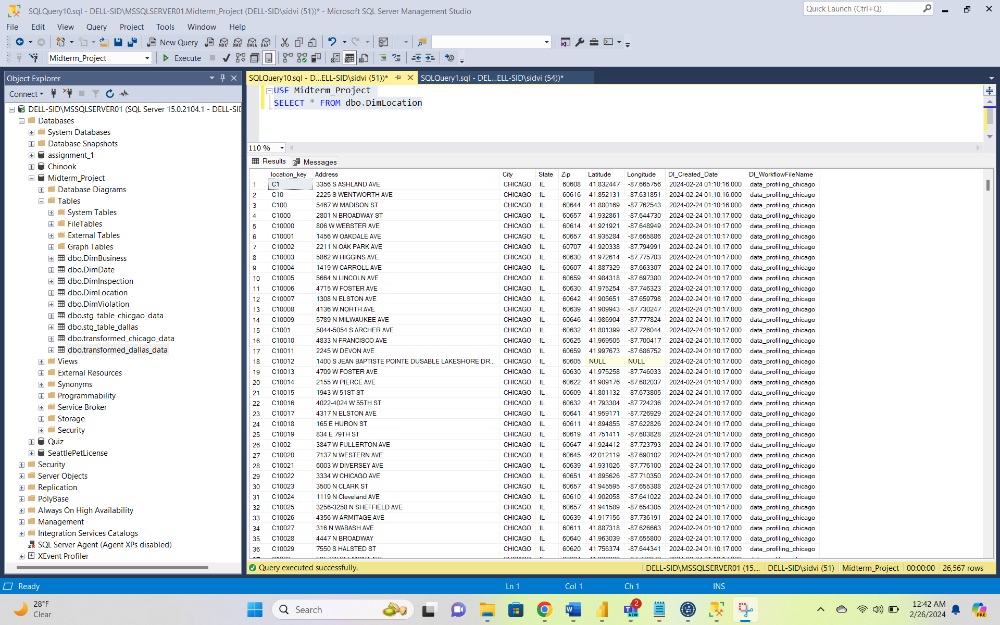 SQLQuery10.sql - DELL-SID\MSSQLSERVER01.Midterm_Project (DELL-SID\sidvi (51))* - Microsoft SQL Server Management Studio
Quick Launch (Ctrl+Q)
File Edit View Query Project Tools Window Help
New Query
MDX DMX XMLA DAX
Midterm_Project Execute
Object Explorer
SQLQuery10.sql - D...ELL-SID\sidvi (51))* SQLQuery1.sql - DEL...ELL-SID\sidvi (54))*
Connect
USE Midterm_Project
SELECT * FROM dbo.DimLocation
110 %
Results Messages
DELL-SID\MSSQLSERVER01 (SQL Server 15.0.2104.1 - DELL-SID
Databases
System Databases
Database Snapshots
assignment_1
Chinook
Midterm_Project
Database Diagrams
Tables
System Tables
FileTables
External Tables
Graph Tables
dbo.DimBusiness
dbo.DimDate
dbo.DimInspection
dbo.DimLocation
dbo.DimViolation
dbo.stg_table_chicgao_data
dbo.stg_table_dallas
dbo.transformed_chicago_data
dbo.transformed_dallas_data
Views
External Resources
Synonyms
Programmability
Service Broker
Storage
Security
Quiz
SeattlePetLicense
Security
Server Objects
Replication
PolyBase
Always On High Availability
Management
Integration Services Catalogs
SQL Server Agent (Agent XPs disabled)
XEvent Profiler
location_key Address City State Zip Latitude Longitude DI_Created_Date DI_WorkflowFileName
1 C1 3356 S ASHLAND AVE CHICAGO IL 60608 41.832447 -87.665756 2024-02-24 01:10:16.000 data_profiling_chicago
2 C10 2225 S WENTWORTH AVE CHICAGO IL 60616 41.852131 -87.631851 2024-02-24 01:10:16.000 data_profiling_chicago
3 C100 5467 W MADISON ST CHICAGO IL 60644 41.880169 -87.762543 2024-02-24 01:10:16.000 data_profiling_chicago
4 C1000 2801 N BROADWAY ST CHICAGO IL 60657 41.932861 -87.644730 2024-02-24 01:10:17.000 data_profiling_chicago
5 C10000 806 W WEBSTER AVE CHICAGO IL 60614 41.921921 -87.648949 2024-02-24 01:10:17.000 data_profiling_chicago
6 C10001 1456 W OAKDALE AVE CHICAGO IL 60657 41.935284 -87.665886 2024-02-24 01:10:17.000 data_profiling_chicago
7 C10002 2211 N OAK PARK AVE CHICAGO IL 60707 41.920338 -87.794991 2024-02-24 01:10:17.000 data_profiling_chicago
8 C10003 5862 W HIGGINS AVE CHICAGO IL 60630 41.972614 -87.775703 2024-02-24 01:10:17.000 data_profiling_chicago
9 C10004 1419 W CARROLL AVE CHICAGO IL 60607 41.887329 -87.663307 2024-02-24 01:10:17.000 data_profiling_chicago
10 C10005 5664 N LINCOLN AVE CHICAGO IL 60659 41.984318 -87.697380 2024-02-24 01:10:17.000 data_profiling_chicago
11 C10006 4715 W FOSTER AVE CHICAGO IL 60630 41.975254 -87.746323 2024-02-24 01:10:17.000 data_profiling_chicago
12 C10007 1308 N ELSTON AVE CHICAGO IL 60642 41.905651 -87.659798 2024-02-24 01:10:17.000 data_profiling_chicago
13 C10008 4136 W NORTH AVE CHICAGO IL 60639 41.909943 -87.730247 2024-02-24 01:10:17.000 data_profiling_chicago
14 C10009 5789 N MILWAUKEE AVE CHICAGO IL 60646 41.986904 -87.777824 2024-02-24 01:10:17.000 data_profiling_chicago
15 C1001 5044-5054 S ARCHER AVE CHICAGO IL 60632 41.801399 -87.726044 2024-02-24 01:10:17.000 data_profiling_chicago
16 C10010 4833 N FRANCISCO AVE CHICAGO IL 60625 41.969505 -87.700417 2024-02-24 01:10:17.000 data_profiling_chicago
17 C10011 2245 W DEVON AVE CHICAGO IL 60659 41.997673 -87.686752 2024-02-24 01:10:17.000 data_profiling_chicago
18 C10012 1400 S JEAN BAPTISTE POINTE DUSABLE LAKESHORE DR... CHICAGO IL 60605 NULL NULL 2024-02-24 01:10:17.000 data_profiling_chicago
19 C10013 4709 W FOSTER AVE CHICAGO IL 60630 41.975258 -87.746033 2024-02-24 01:10:17.000 data_profiling_chicago
20 C10014 2155 W PIERCE AVE CHICAGO IL 60622 41.909176 -87.682037 2024-02-24 01:10:17.000 data_profiling_chicago
21 C10015 1943 W 51ST ST CHICAGO IL 60609 41.801132 -87.673805 2024-02-24 01:10:17.000 data_profiling_chicago
22 C10016 4022-4024 W 55TH ST CHICAGO IL 60632 41.793304 -87.724236 2024-02-24 01:10:17.000 data_profiling_chicago
23 C10017 4317 N ELSTON AVE CHICAGO IL 60641 41.959171 -87.726929 2024-02-24 01:10:17.000 data_profiling_chicago
24 C10018 165 E HURON ST CHICAGO IL 60611 41.894855 -87.622826 2024-02-24 01:10:17.000 data_profiling_chicago
25 C10019 834 E 79TH ST CHICAGO IL 60619 41.751411 -87.603828 2024-02-24 01:10:17.000 data_profiling_chicago
26 C1002 3847 W FULLERTON AVE CHICAGO IL 60647 41.924412 -87.723793 2024-02-24 01:10:17.000 data_profiling_chicago
27 C10020 7137 N WESTERN AVE CHICAGO IL 60645 42.012119 -87.690102 2024-02-24 01:10:17.000 data_profiling_chicago
28 C10021 6003 W DIVERSEY AVE CHICAGO IL 60639 41.931026 -87.776100 2024-02-24 01:10:17.000 data_profiling_chicago
29 C10022 3334 W CHICAGO AVE CHICAGO IL 60651 41.895626 -87.710350 2024-02-24 01:10:17.000 data_profiling_chicago
30 C10023 3500 N CLARK ST CHICAGO IL 60657 41.945595 -87.655388 2024-02-24 01:10:17.000 data_profiling_chicago
31 C10024 1119 N Cleveland AVE CHICAGO IL 60610 41.902058 -87.641022 2024-02-24 01:10:17.000 data_profiling_chicago
32 C10025 3256-3258 N SHEFFIELD AVE CHICAGO IL 60657 41.941589 -87.654305 2024-02-24 01:10:17.000 data_profiling_chicago
33 C10026 4356 W ARMITAGE AVE CHICAGO IL 60639 41.917156 -87.736191 2024-02-24 01:10:17.000 data_profiling_chicago
34 C10027 316 N WABASH AVE CHICAGO IL 60611 41.887318 -87.626663 2024-02-24 01:10:17.000 data_profiling_chicago
35 C10028 4447 N BROADWAY CHICAGO IL 60640 41.963039 -87.655800 2024-02-24 01:10:17.000 data_profiling_chicago
36 C10029 7550 S HALSTED ST CHICAGO IL 60620 41.756374 -87.644341 2024-02-24 01:10:17.000 data_profiling_chicago
Query executed successfully. DELL-SID\MSSQLSERVER01 (15.... DELL-SID\sidvi (51) Midterm_Project 00:00:00 26,567 rows
Ready Ln 1 Col 1 Ch 1 INS
28°F
Clear
Search
2
NEW
12:42 AM
2/26/2024
PRE